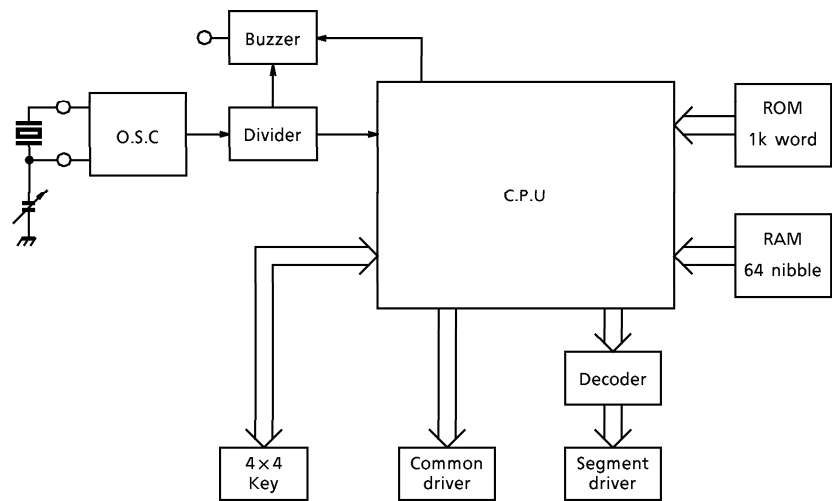 Buzzer
O.S.C
Divider
ROM
1k word
C.P.U
RAM
64 nibble
Decoder
4×4
Key
Common
driver
Segment
driver